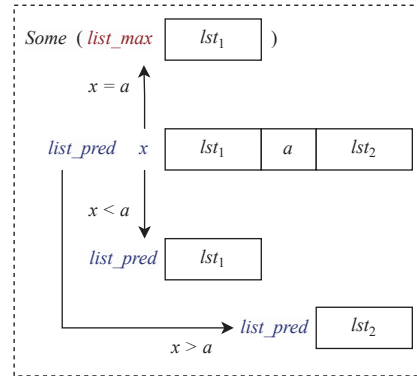 Some ( list_max lst₁ )
x = a
list_pred x lst₁ a lst₂
x < a
list_pred lst₁
list_pred lst₂
x > a